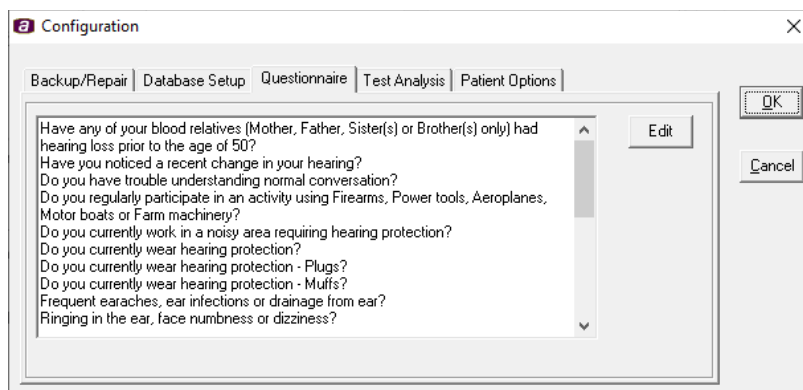 a Configuration
Backup/Repair Database Setup Questionnaire Test Analysis Patient Options
OK
Have any of your blood relatives (Mother, Father, Sister(s) or Brother(s) only) had
Edit
hearing loss prior to the age of 50?
Have you noticed a recent change in your hearing?
Cancel
Do you have trouble understanding normal conversation?
Do you regularly participate in an activity using Firearms, Power tools, Aeroplanes,
Motor boats or Farm machinery?
Do you currently work in a noisy area requiring hearing protection?
Do you currently wear hearing protection?
Do you currently wear hearing protection - Plugs?
Do you currently wear hearing protection - Muffs?
Frequent earaches, ear infections or drainage from ear?
Ringing in the ear, face numbness or dizziness?